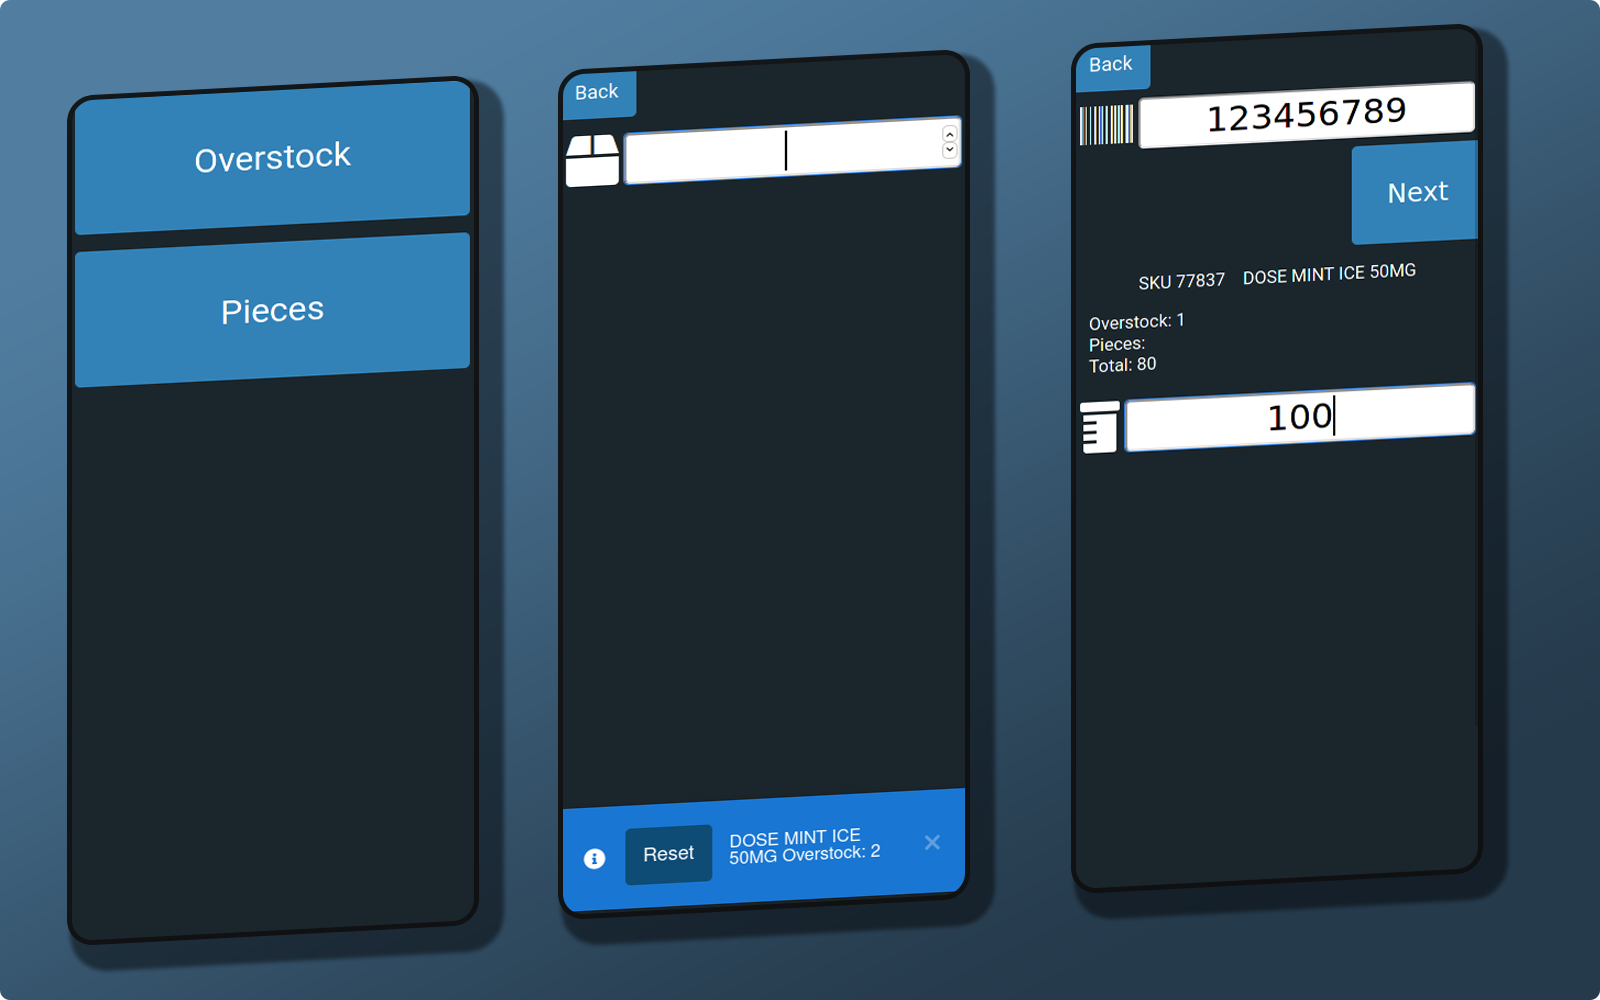 Overstock
Pieces
Back
Reset
DOSE MINT ICE
50MG Overstock: 2
Back
123456789
Next
SKU 77837 DOSE MINT ICE 50MG
Overstock: 1
Pieces:
Total: 80
100